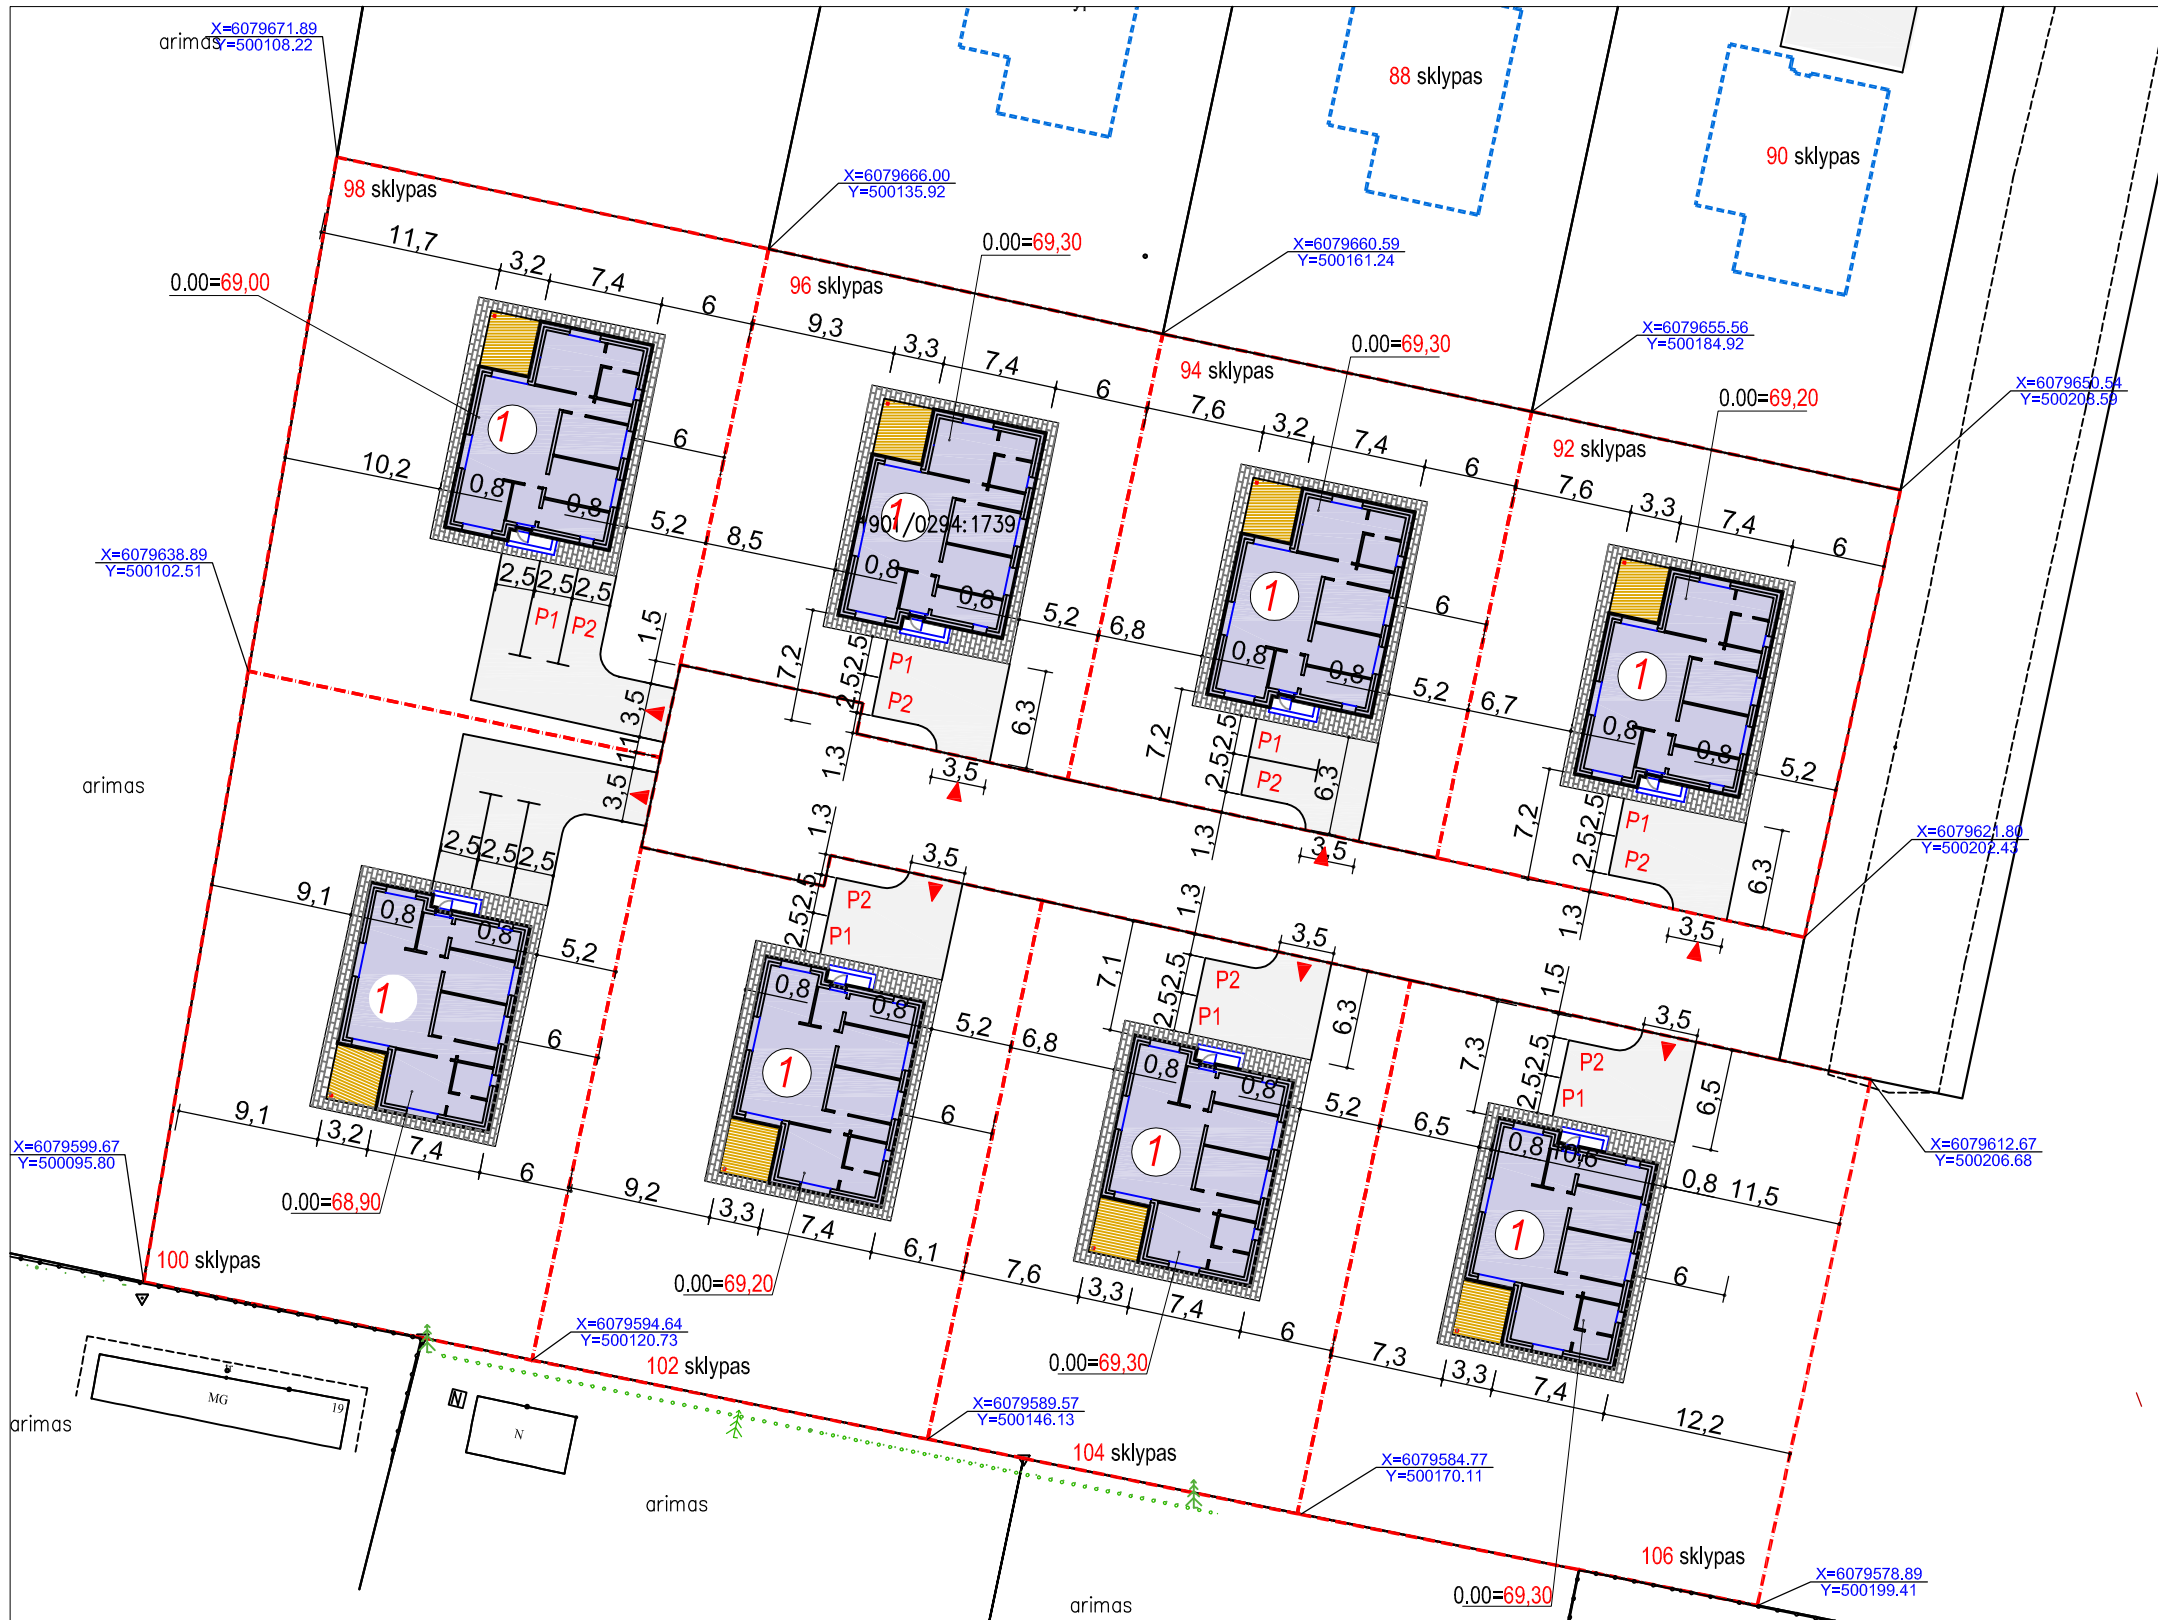 arimas
X=6079671.89
Y=500108.22
88 sklypas
90 sklypas
98 sklypas
X=6079666.00
Y=500135.92
0.00=69,30
X=6079660.59
Y=500161.24
11,7
3,2
7,4
6
0.00=69,00
96 sklypas
9,3
3,3
7,4
6
0.00=69,30
X=6079655.56
Y=500184.92
94 sklypas
7,6
3,2
7,4
6
0.00=69,20
X=6079650.54
Y=500208.59
92 sklypas
7,6
3,3
7,4
6
1
6
10,2
0,8
0,8
5,2
8,5
1
901/0294:1739
0,8
0,8
5,2
6,8
1
6
0,8
0,8
5,2
6,7
1
0,8
0,8
5,2
X=6079638.89
Y=500102.51
2,5
2,5
2,5
P1
P2
1,5
3,5
1
1
3,5
7,2
2,5
2,5
P1
P2
6,3
1,3
3,5
7,2
2,5
2,5
P1
P2
6,3
1,3
3,5
7,2
2,5
2,5
P1
P2
6,3
1,3
3,5
X=6079621.80
Y=500202.43
arimas
2,5
2,5
2,5
9,1
0,8
0,8
5,2
1
6
1,3
3,5
2,5
2,5
P2
P1
0,8
0,8
5,2
6,8
1
6
1,3
3,5
7,1
2,5
2,5
P2
P1
6,3
0,8
0,8
5,2
6,5
1
1,5
3,5
7,3
2,5
2,5
P2
P1
6,5
0,8
0,8
11,5
1
6
X=6079612.67
Y=500206.68
X=6079599.67
Y=500095.80
9,1
3,2
7,4
6
0.00=68,90
9,2
3,3
7,4
6,1
0.00=69,20
7,6
3,3
7,4
6
0.00=69,30
7,3
3,3
7,4
12,2
100 sklypas
X=6079594.64
Y=500120.73
102 sklypas
X=6079589.57
Y=500146.13
104 sklypas
X=6079584.77
Y=500170.11
106 sklypas
X=6079578.89
Y=500199.41
0.00=69,30
MG
19
N
N
arimas
arimas
arimas